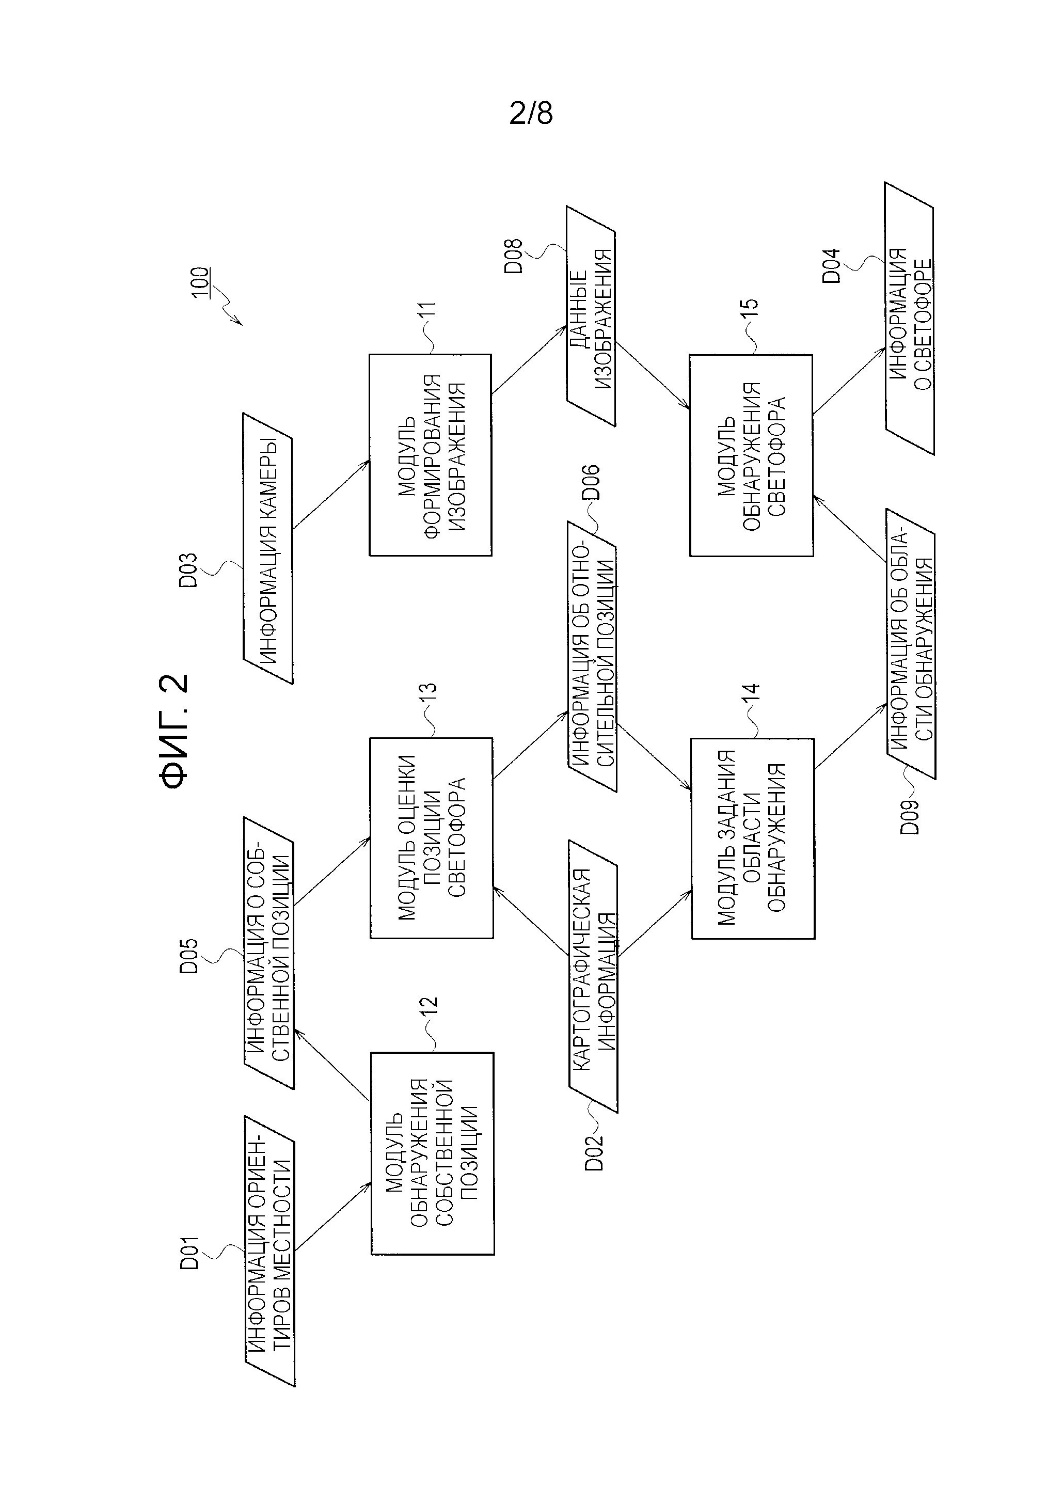 2/8
ФИГ. 2
100
D01
ИНФОРМАЦИЯ ОРИЕН-
ТИРОВ МЕСТНОСТИ
D05
ИНФОРМАЦИЯ О СОБ-
СТВЕННОЙ ПОЗИЦИИ
D03
ИНФОРМАЦИЯ КАМЕРЫ
12
МОДУЛЬ
ОБНАРУЖЕНИЯ
СОБСТВЕННОЙ
ПОЗИЦИИ
13
МОДУЛЬ ОЦЕНКИ
ПОЗИЦИИ
СВЕТОФОРА
11
МОДУЛЬ
ФОРМИРОВАНИЯ
ИЗОБРАЖЕНИЯ
D02
КАРТОГРАФИЧЕСКАЯ
ИНФОРМАЦИЯ
D06
ИНФОРМАЦИЯ ОБ ОТНО-
СИТЕЛЬНОЙ ПОЗИЦИИ
D08
ДАННЫЕ
ИЗОБРАЖЕНИЯ
14
МОДУЛЬ ЗАДАНИЯ
ОБЛАСТИ
ОБНАРУЖЕНИЯ
15
МОДУЛЬ
ОБНАРУЖЕНИЯ
СВЕТОФОРА
D09
ИНФОРМАЦИЯ ОБ ОБЛА-
СТИ ОБНАРУЖЕНИЯ
D04
ИНФОРМАЦИЯ
О СВЕТОФОРЕ